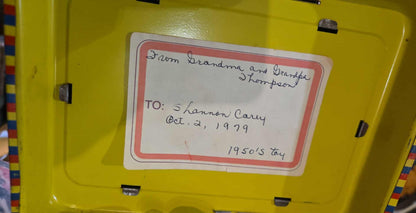 From Grandma and Grandpa
Thompson
TO: Shannon Carey
Oct. 2, 1979
1950's toy